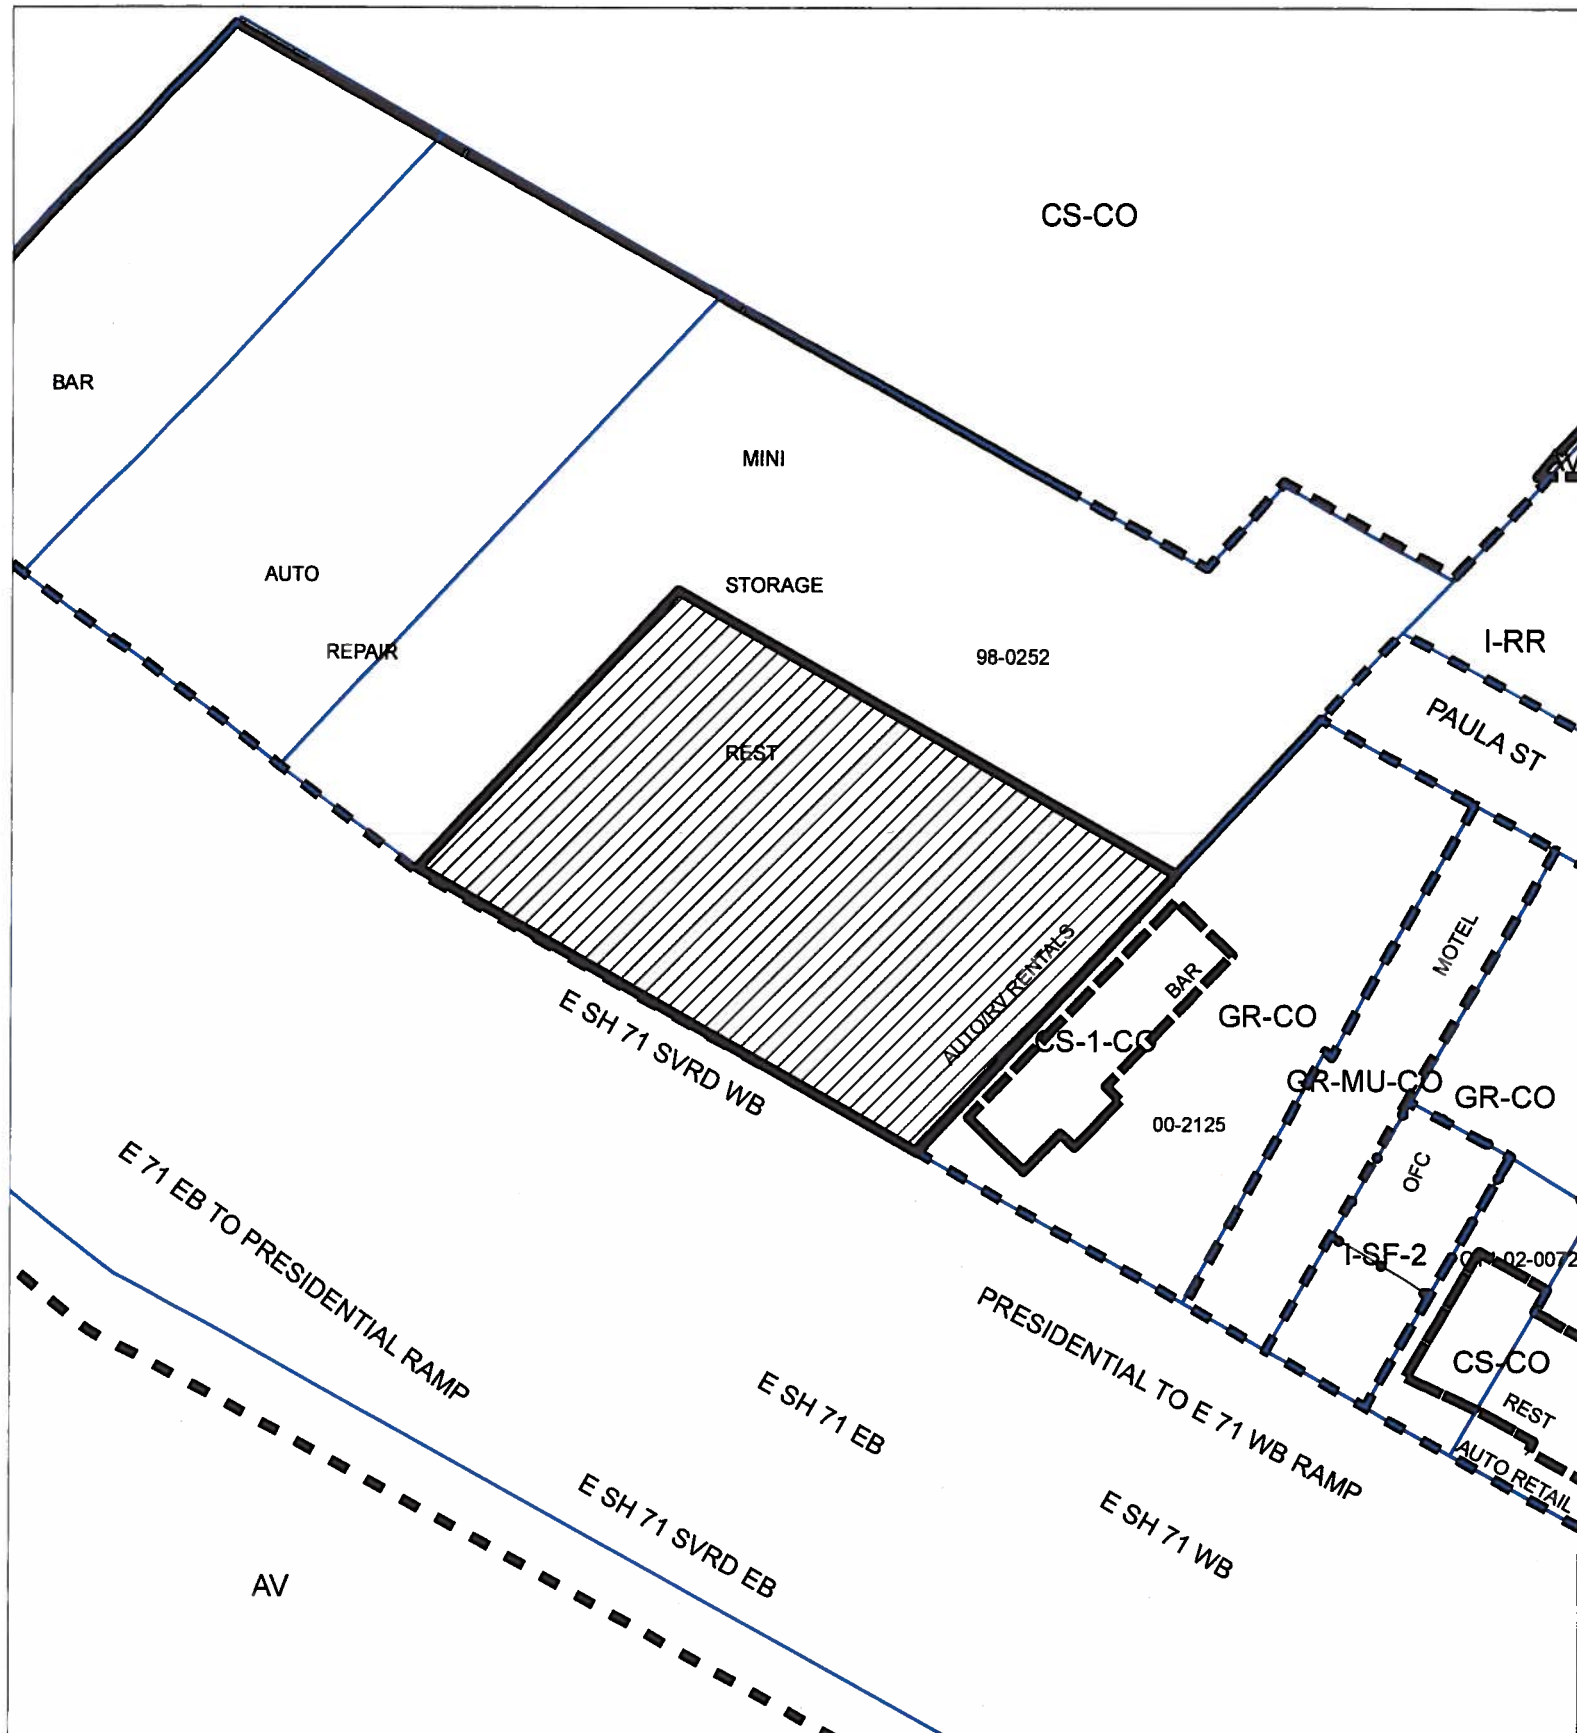 CS-CO
BAR
MINI
AUTO
STORAGE
REPAIR
98-0252
I-RR
PAULA ST
REST
MOTEL
AUTO/RV RENTALS
BAR
E SH 71 SVRD WB
CS-1-CO
GR-CO
GR-MU-CO
GR-CO
00-2125
OFC
E 71 EB TO PRESIDENTIAL RAMP
I-SF-2
02-0072
PRESIDENTIAL TO E 71 WB RAMP
CS-CO
REST
E SH 71 EB
AUTO RETAIL
E SH 71 SVRD EB
E SH 71 WB
AV